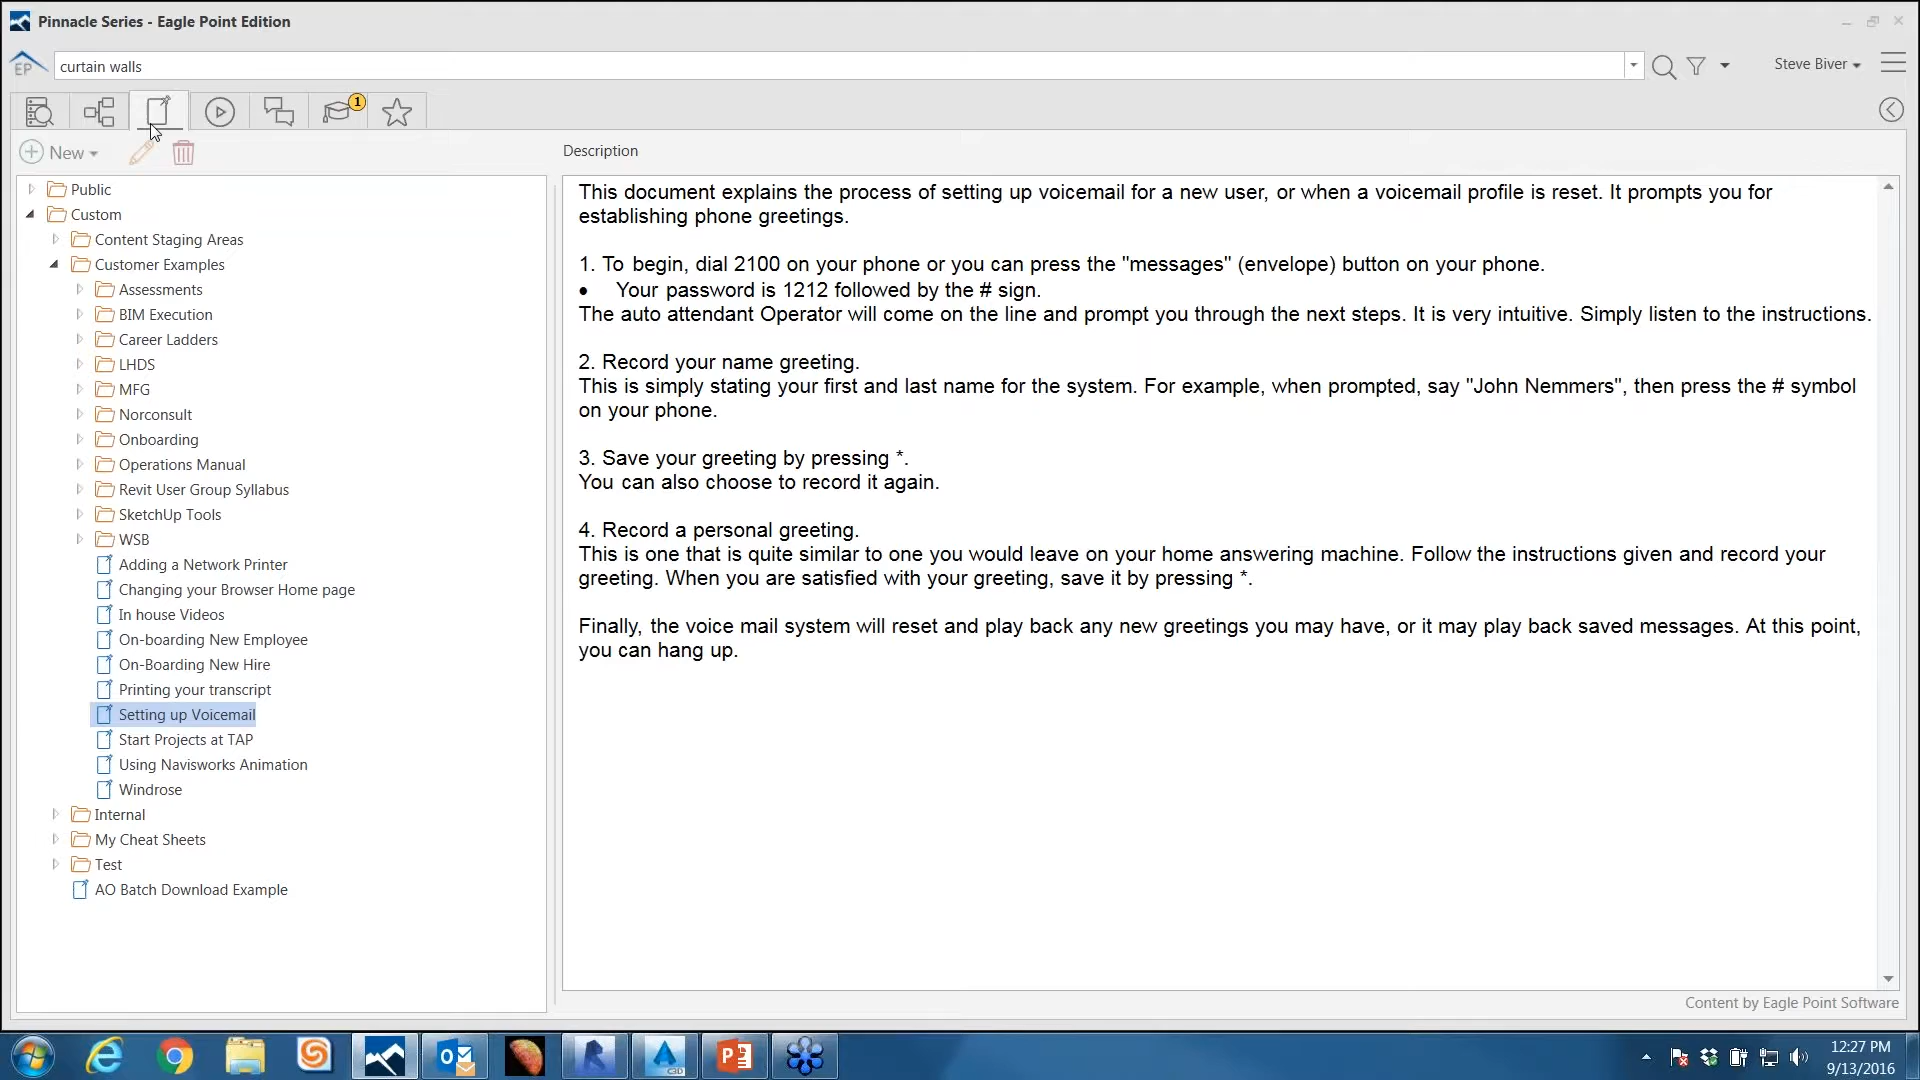 Pinnacle Series - Eagle Point Edition
EP
curtain walls
Steve Biver
1
New
Description
Public
Custom
Content Staging Areas
Customer Examples
Assessments
BIM Execution
Career Ladders
LHDS
MFG
Norconsult
Onboarding
Operations Manual
Revit User Group Syllabus
SketchUp Tools
WSB
Adding a Network Printer
Changing your Browser Home page
In house Videos
On-boarding New Employee
On-Boarding New Hire
Printing your transcript
Setting up Voicemail
Start Projects at TAP
Using Navisworks Animation
Windrose
Internal
My Cheat Sheets
Test
AO Batch Download Example
This document explains the process of setting up voicemail for a new user, or when a voicemail profile is reset. It prompts you for
establishing phone greetings.
1. To begin, dial 2100 on your phone or you can press the "messages" (envelope) button on your phone.
• Your password is 1212 followed by the # sign.
The auto attendant Operator will come on the line and prompt you through the next steps. It is very intuitive. Simply listen to the instructions.
2. Record your name greeting.
This is simply stating your first and last name for the system. For example, when prompted, say "John Nemmers", then press the # symbol
on your phone.
3. Save your greeting by pressing *.
You can also choose to record it again.
4. Record a personal greeting.
This is one that is quite similar to one you would leave on your home answering machine. Follow the instructions given and record your
greeting. When you are satisfied with your greeting, save it by pressing *.
Finally, the voice mail system will reset and play back any new greetings you may have, or it may play back saved messages. At this point,
you can hang up.
Content by Eagle Point Software
C3D
12:27 PM
9/13/2016